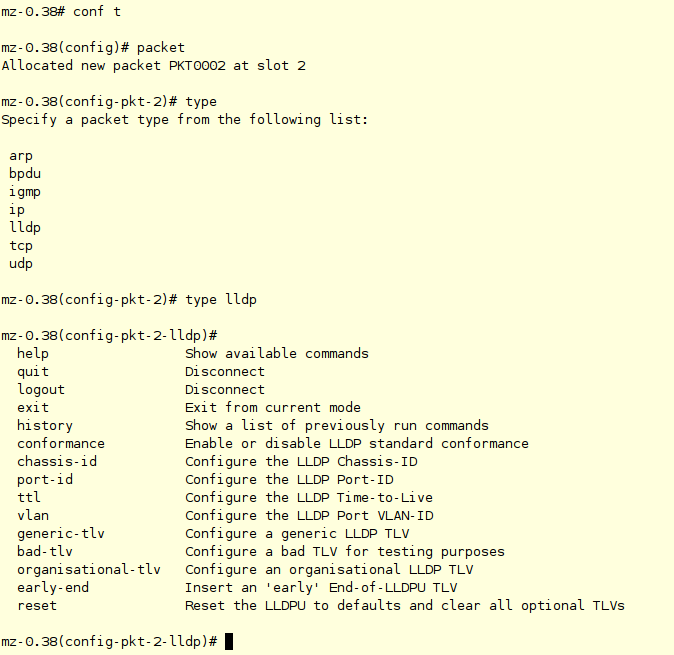 mz-0.38# conf t
mz-0.38(config)# packet
Allocated new packet PKT0002 at slot 2
mz-0.38(config-pkt-2)# type
Specify a packet type from the following list:
arp
bpdu
igmp
ip
lldp
tcp
udp
mz-0.38(config-pkt-2)# type lldp
mz-0.38(config-pkt-2-lldp)#
help Show available commands
quit Disconnect
logout Disconnect
exit Exit from current mode
history Show a list of previously run commands
conformance Enable or disable LLDP standard conformance
chassis-id Configure the LLDP Chassis-ID
port-id Configure the LLDP Port-ID
ttl Configure the LLDP Time-to-Live
vlan Configure the LLDP Port VLAN-ID
generic-tlv Configure a generic LLDP TLV
bad-tlv Configure a bad TLV for testing purposes
organisational-tlv Configure an organisational LLDP TLV
early-end Insert an 'early' End-of-LLDPU TLV
reset Reset the LLDPU to defaults and clear all optional TLVs
mz-0.38(config-pkt-2-lldp)#